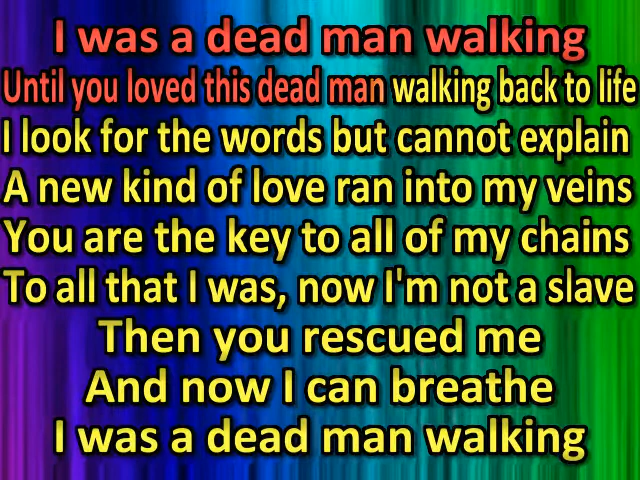 I was a dead man walking
Until you loved this dead man walking back to life
I look for the words but cannot explain
A new kind of love ran into my veins
You are the key to all of my chains
To all that I was, now I'm not a slave
Then you rescued me
And now I can breathe
I was a dead man walking